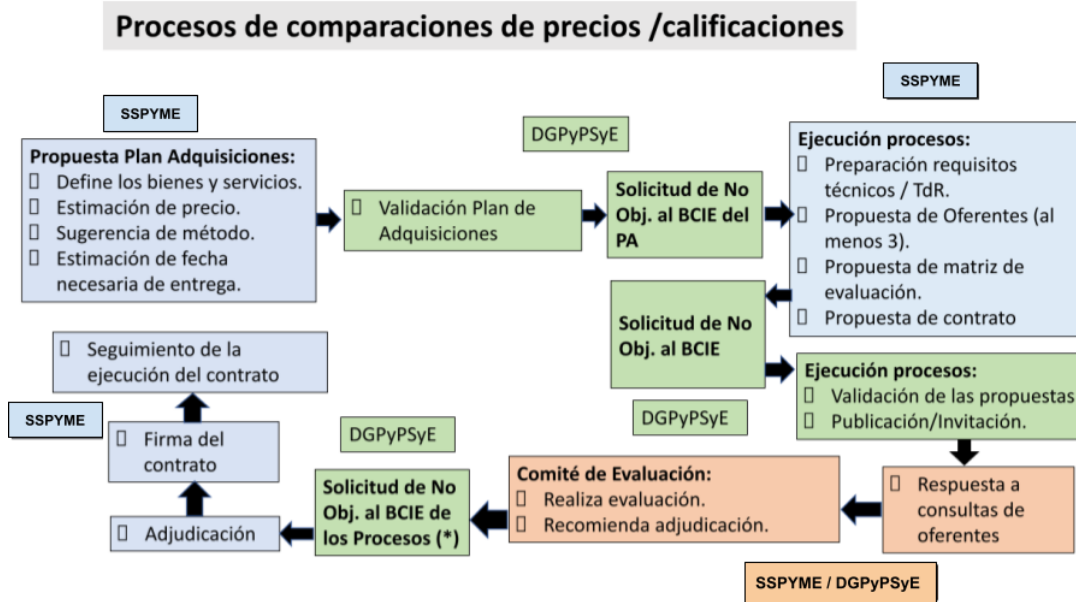 Procesos de comparaciones de precios /calificaciones
SSPYME
Propuesta Plan Adquisiciones:
Define los bienes y servicios.
Estimación de precio.
Sugerencia de método.
Estimación de fecha
necesaria de entrega.
Validación Plan de
Adquisiciones
DGPyPSyE
Solicitud de No
Obj. al BCIE del
PA
SSPYME
Ejecución procesos:
Preparación requisitos
técnicos / TdR.
Propuesta de Oferentes (al
menos 3).
Propuesta de matriz de
evaluación.
Propuesta de contrato
Solicitud de No
Obj. al BCIE
Ejecución procesos:
Validación de las propuestas
Publicación/Invitación.
DGPyPSyE
Respuesta a
consultas de
oferentes
SSPYME / DGPyPSyE
Comité de Evaluación:
Realiza evaluación.
Recomienda adjudicación.
DGPyPSyE
Solicitud de No
Obj. al BCIE de
los Procesos (*)
Adjudicación
Firma del
contrato
SSPYME
Seguimiento de la
ejecución del contrato